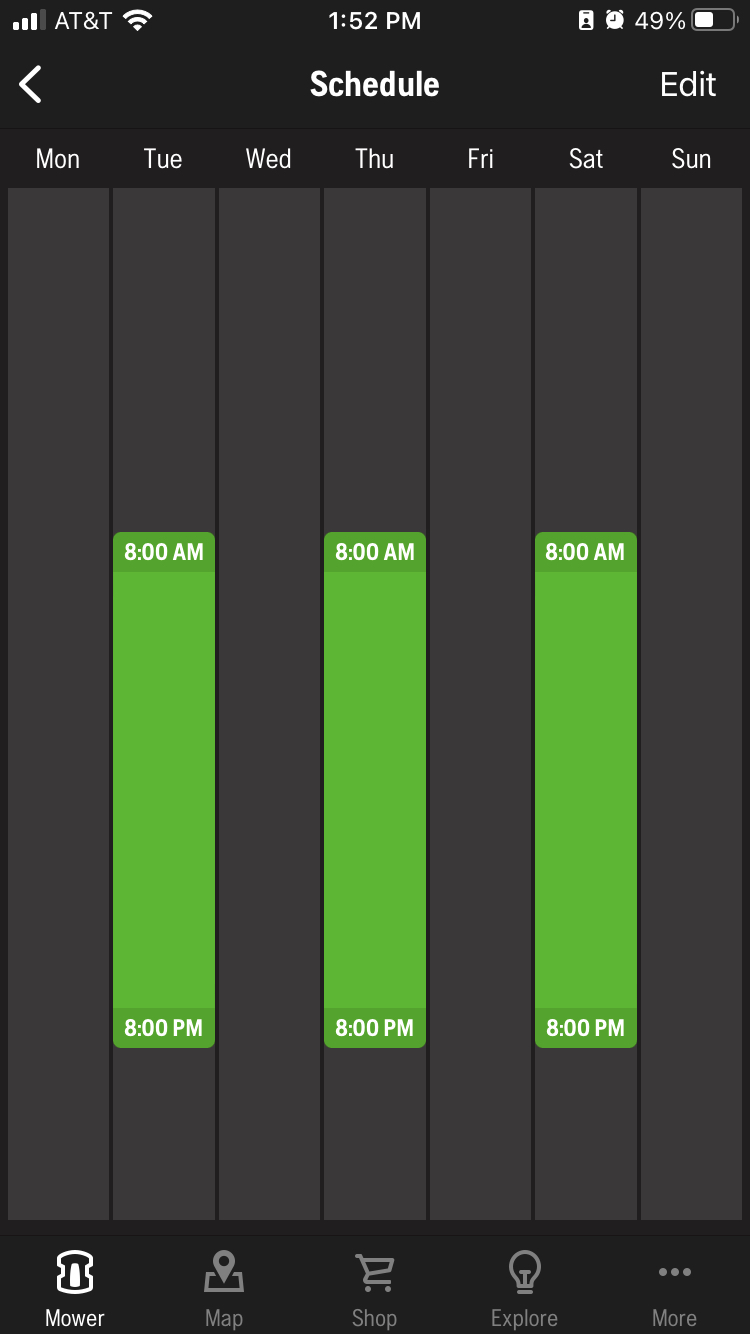 AT&T 1:52 PM 49%
Schedule Edit
Mon Tue Wed Thu Fri Sat Sun
8:00 AM 8:00 AM 8:00 AM
8:00 PM 8:00 PM 8:00 PM
Mower Map Shop Explore More